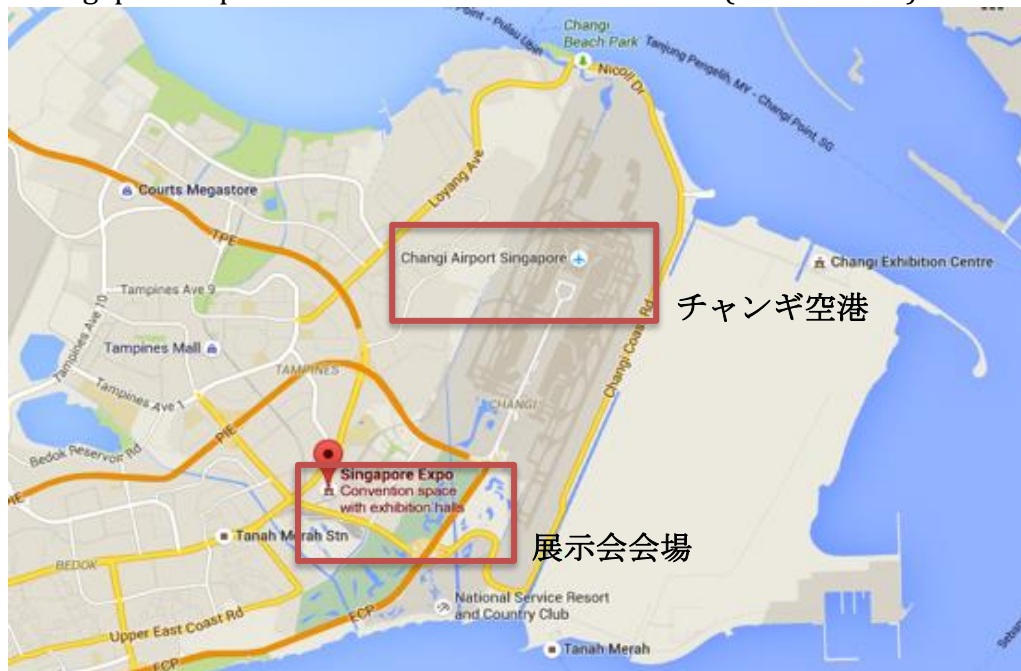 Changi
Beach Park
Pulau Ubin
Nicoll Dr
Tanjung Pengelih, MY - Changi Point, SG
Loyang Ave
Courts Megastore
TPE
Changi Airport Singapore
Changi Exhibition Centre
チャンギ空港
Tampines Ave 9
Tampines Ave 10
Tampines Mall
TAMPINES
Changi Coast Rd
Tampines Ave 1
CHANGI
PIE
Bedok Reservoir Rd
Singapore Expo
Convention space
with exhibition halls
Tanah Merah Stn
展示会会場
BEDOK
National Service Resort
and Country Club
ECP
Upper East Coast Rd
ECP
Tanah Merah